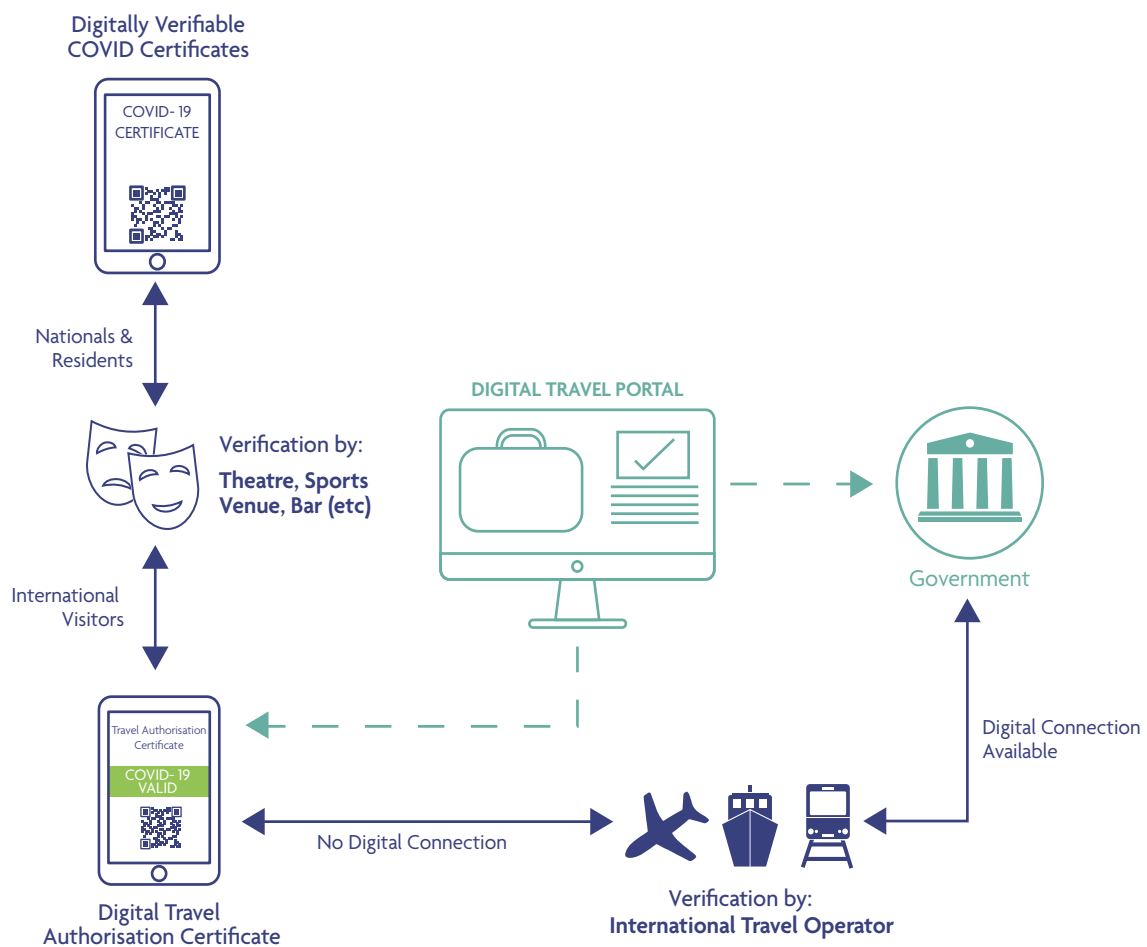 Digitally Verifiable
COVID Certificates
COVID- 19
CERTIFICATE
Nationals &
Residents
DIGITAL TRAVEL PORTAL
Verification by:
Theatre, Sports
Venue, Bar (etc)
Government
International
Visitors
Travel Authorisation
Certificate
COVID- 19
VALID
Digital Connection
Available
No Digital Connection
Verification by:
International Travel Operator
Digital Travel
Authorisation Certificate